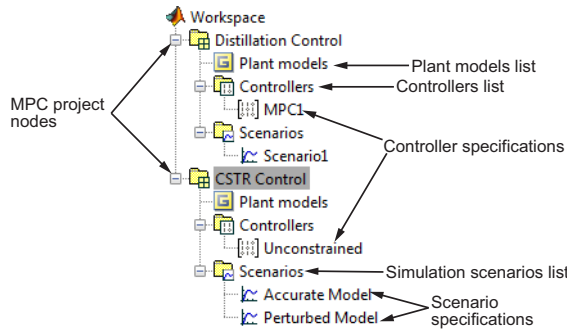 Workspace
Distillation Control
Plant models
Plant models list
Controllers
Controllers list
MPC project
nodes
MPC1
Scenarios
Controller specifications
Scenario1
CSTR Control
Plant models
Controllers
Unconstrained
Scenarios
Simulation scenarios list
Accurate Model
Scenario
specifications
Perturbed Model